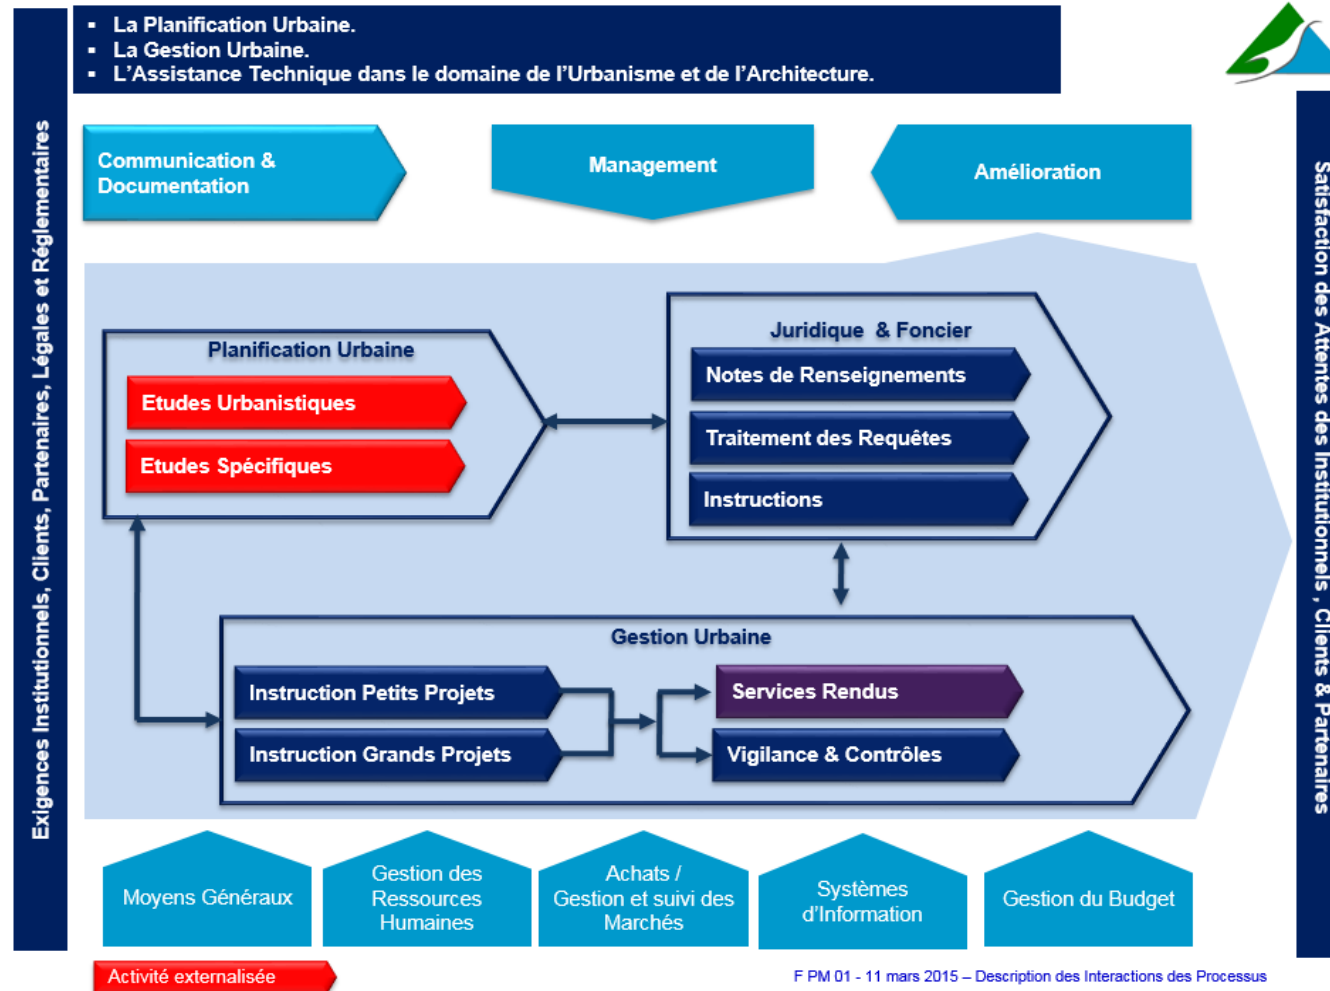 La Planification Urbaine.
La Gestion Urbaine.
L’Assistance Technique dans le domaine de l’Urbanisme et de l’Architecture.
Exigences Institutionnels, Clients, Partenaires, Légales et Réglementaires
Communication &
Documentation
Management
Amélioration
Satisfaction des Attentes des Institutionnels , Clients & Partenaires
Planification Urbaine
Etudes Urbanistiques
Etudes Spécifiques
Juridique & Foncier
Notes de Renseignements
Traitement des Requêtes
Instructions
Gestion Urbaine
Instruction Petits Projets
Instruction Grands Projets
Services Rendus
Vigilance & Contrôles
Moyens Généraux
Gestion des
Ressources
Humaines
Achats /
Gestion et suivi des
Marchés
Systèmes
d’Information
Gestion du Budget
Activité externalisée
F PM 01 - 11 mars 2015 – Description des Interactions des Processus